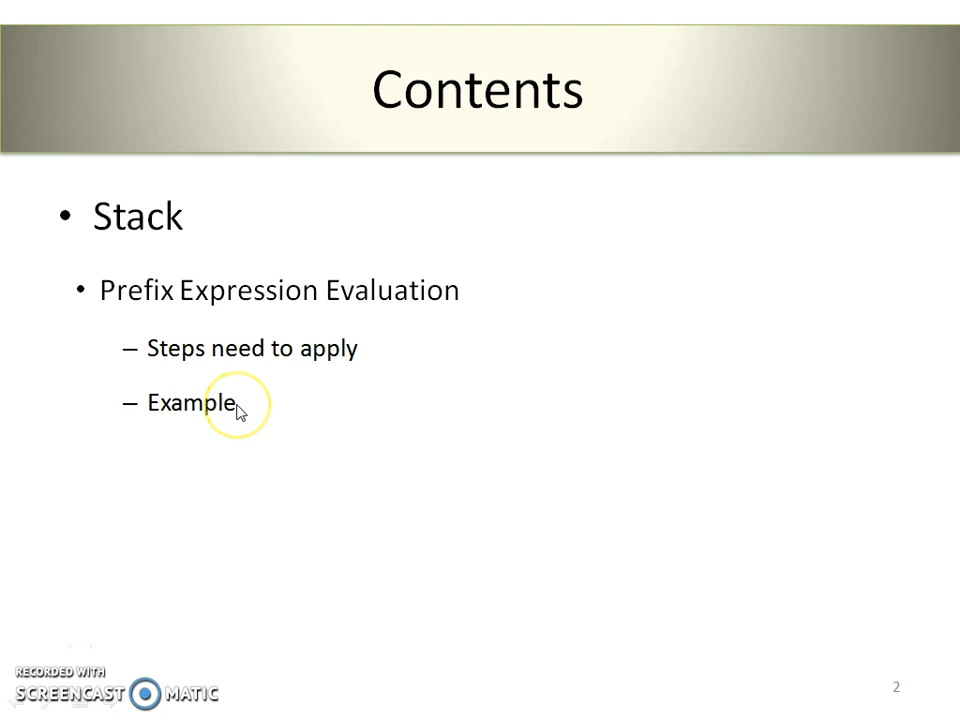 Contents
• Stack
• Prefix Expression Evaluation
– Steps need to apply
– Example
RECORDED WITH
SCREENCAST MATIC
2